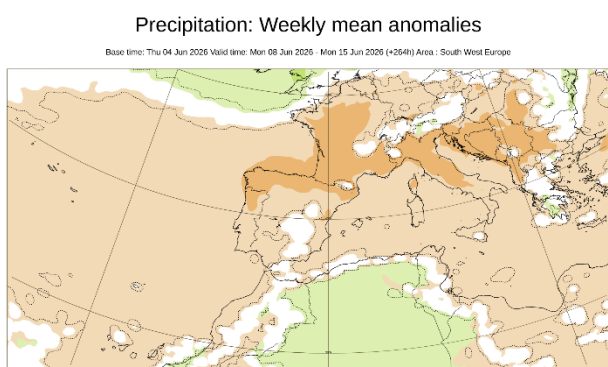 Precipitation: Weekly mean anomalies
Base time: Thu 04 Jun 2026 Valid time: Mon 08 Jun 2026 - Mon 15 Jun 2026 (+264h) Area : South West Europe